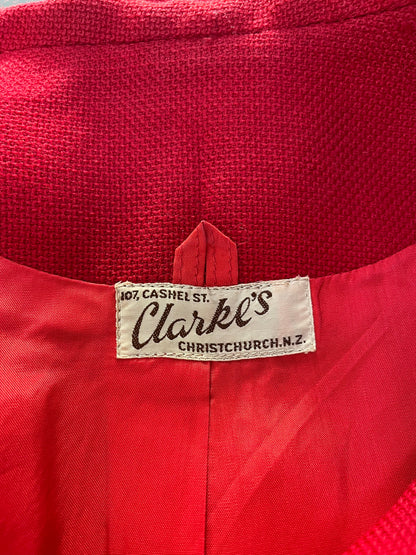 107, CASHEL ST.
Clarke's
CHRISTCHURCH.N.Z.